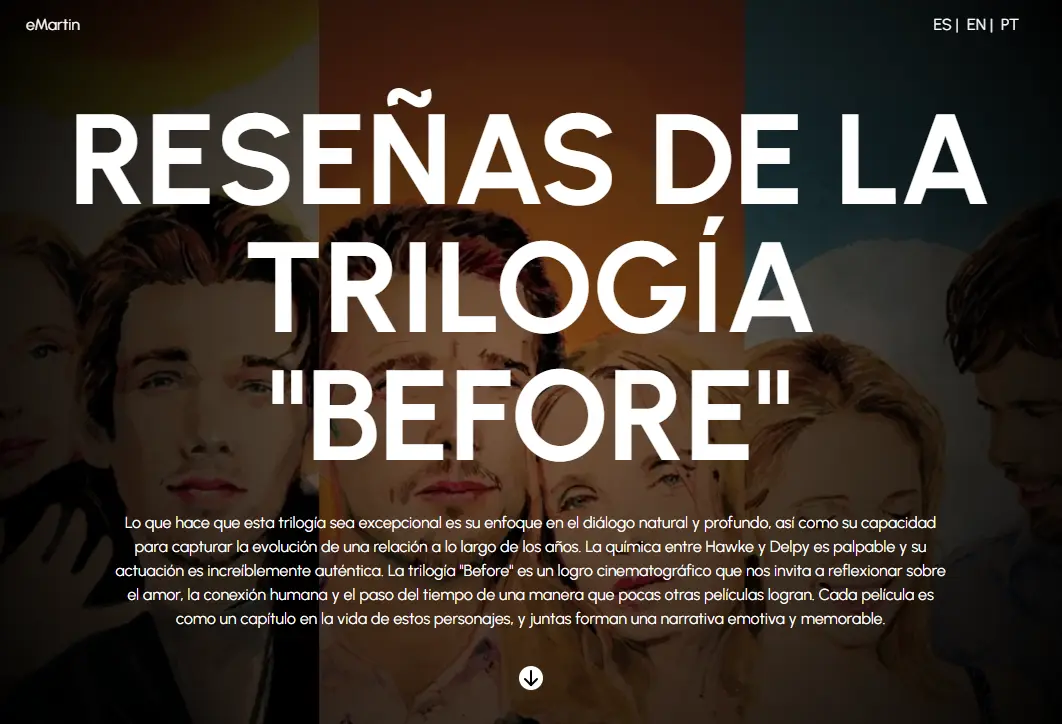 eMartin
ES | EN | PT
RESEÑAS DE LA
TRILOGÍA
"BEFORE"
Lo que hace que esta trilogía sea excepcional es su enfoque en el diálogo natural y profundo, así como su capacidad
para capturar la evolución de una relación a lo largo de los años. La química entre Hawke y Delpy es palpable y su
actuación es increíblemente auténtica. La trilogía "Before" es un logro cinematográfico que nos invita a reflexionar sobre
el amor, la conexión humana y el paso del tiempo de una manera que pocas otras películas logran. Cada película es
como un capítulo en la vida de estos personajes, y juntas forman una narrativa emotiva y memorable.